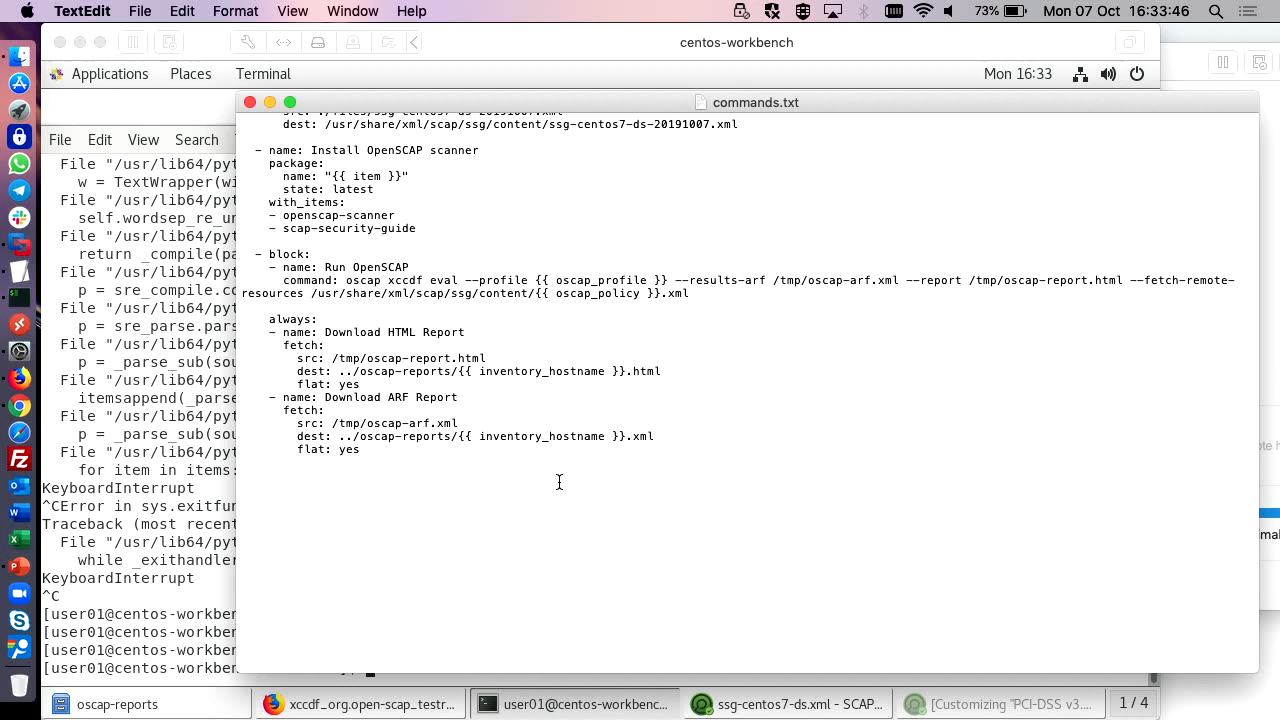 TextEdit File Edit Format View Window Help 73% Mon 07 Oct 16:33:46
centos-workbench
Applications Places Terminal Mon 16:33
commands.txt
dest: /usr/share/xml/scap/ssg/content/ssg-centos7-ds-20191007.xml
- name: Install OpenSCAP scanner
package:
name: "{{ item }}"
state: latest
with_items:
- openscap-scanner
- scap-security-guide
- block:
- name: Run OpenSCAP
command: oscap xccdf eval --profile {{ oscap_profile }} --results-arf /tmp/oscap-arf.xml --report /tmp/oscap-report.html --fetch-remote-
resources /usr/share/xml/scap/ssg/content/{{ oscap_policy }}.xml
always:
- name: Download HTML Report
fetch:
src: /tmp/oscap-report.html
dest: ../oscap-reports/{{ inventory_hostname }}.html
flat: yes
- name: Download ARF Report
fetch:
src: /tmp/oscap-arf.xml
dest: ../oscap-reports/{{ inventory_hostname }}.xml
flat: yes
File Edit View Search
File "/usr/lib64/pyt
w = TextWrapper(wi
File "/usr/lib64/pyt
self.wordsep_re_un
File "/usr/lib64/pyt
return _compile(pa
File "/usr/lib64/pyt
p = sre_compile.co
File "/usr/lib64/pyt
p = sre_parse.pars
File "/usr/lib64/pyt
p = _parse_sub(sou
File "/usr/lib64/pyt
itemsappend(_parse
File "/usr/lib64/pyt
p = _parse_sub(sou
File "/usr/lib64/pyt
for item in items:
KeyboardInterrupt
^CError in sys.exitfun
Traceback (most recent
File "/usr/lib64/pyt
while _exithandler
KeyboardInterrupt
^C
[user01@centos-workben
[user01@centos-workben
[user01@centos-workben
[user01@centos-workben
oscap-reports xccdf_org.open-scap_testr... user01@centos-workbenc... ssg-centos7-ds.xml - SCAP... [Customizing "PCI-DSS v3.... 1 / 4